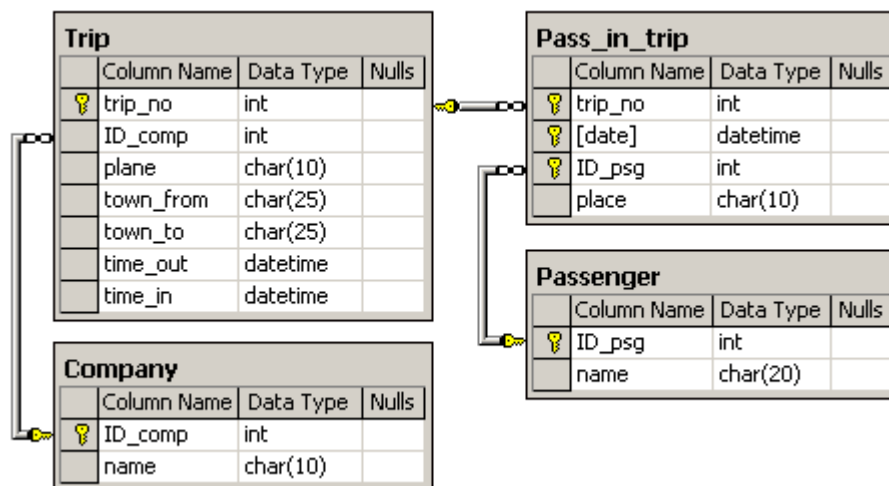 Trip
Column Name Data Type Nulls
trip_no int
ID_comp int
plane char(10)
town_from char(25)
town_to char(25)
time_out datetime
time_in datetime
Company
Column Name Data Type Nulls
ID_comp int
name char(10)
Pass_in_trip
Column Name Data Type Nulls
trip_no int
[date] datetime
ID_psg int
place char(10)
Passenger
Column Name Data Type Nulls
ID_psg int
name char(20)